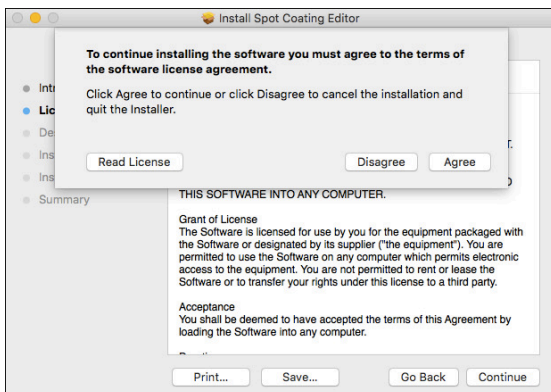 Install Spot Coating Editor
To continue installing the software you must agree to the terms of
the software license agreement.
Click Agree to continue or click Disagree to cancel the installation and
quit the Installer.
Read License
Disagree
Agree
Summary
THIS SOFTWARE INTO ANY COMPUTER.
Grant of License
The Software is licensed for use by you for the equipment packaged with
the Software or designated by its supplier ("the equipment"). You are
permitted to use the Software on any computer which permits electronic
access to the equipment. You are not permitted to rent or lease the
Software or to transfer your rights under this license to a third party.
Acceptance
You shall be deemed to have accepted the terms of this Agreement by
loading the Software into any computer.
Print...
Save...
Go Back
Continue